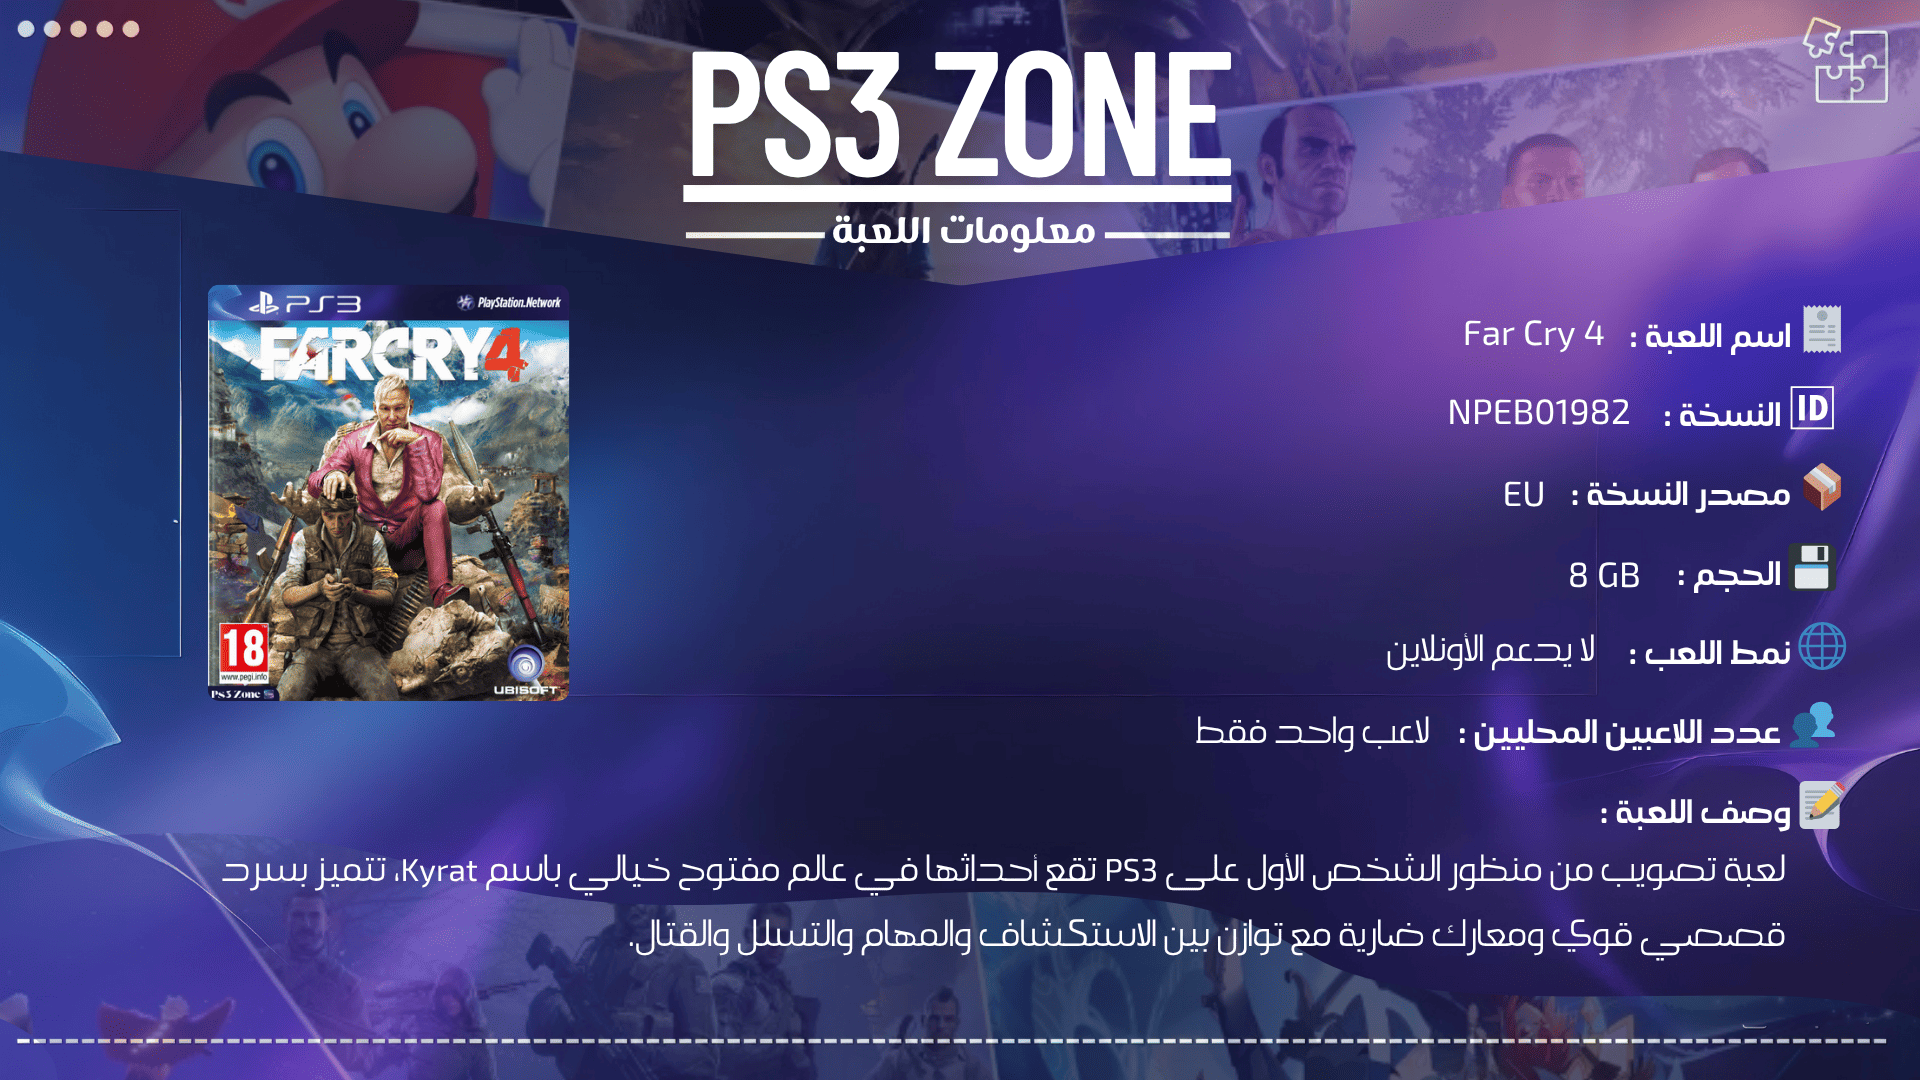 PS3 ZONE
معلومات اللعبة
PS3 PlayStation.Network
FARCRY4
18
www.pegi.info
Ps3 Zone
UBISOFT
اسم اللعبة : Far Cry 4
ID النسخة : NPEB01982
مصدر النسخة : EU
الحجم : 8 GB
نمط اللعب : لا يدعم الأونلاين
عدد اللاعبين المحليين : لاعب واحد فقط
وصف اللعبة :
لعبة تصويب من منظور الشخص الأول على PS3 تقع أحداثها في عالم مفتوح خيالي باسم Kyrat، تتميز بسرد
قصصي قوي ومعارك ضارية مع توازن بين الاستكشاف والمهام والتسلل والقتال.